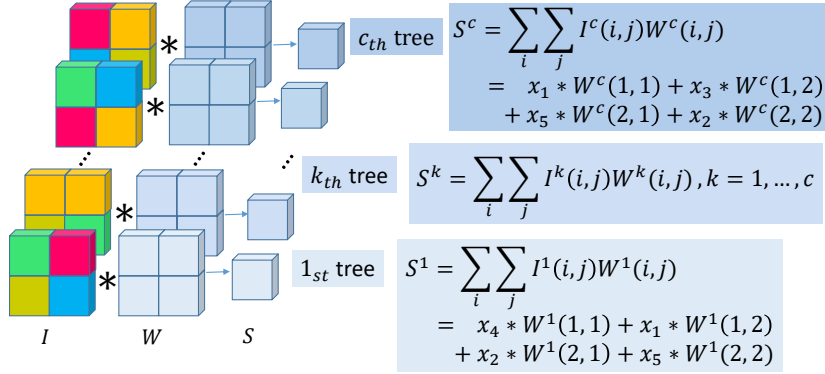 * c_th tree
S^c = ∑_i ∑_j I^c(i,j)W^c(i,j)
= x_1 * W^c(1,1) + x_3 * W^c(1,2)
+ x_5 * W^c(2,1) + x_2 * W^c(2,2)
*
... ... ...
* k_th tree
S^k = ∑_i ∑_j I^k(i,j)W^k(i,j) , k = 1, ... , c
* 1_st tree
S^1 = ∑_i ∑_j I^1(i,j)W^1(i,j)
= x_4 * W^1(1,1) + x_1 * W^1(1,2)
+ x_2 * W^1(2,1) + x_5 * W^1(2,2)
I W S